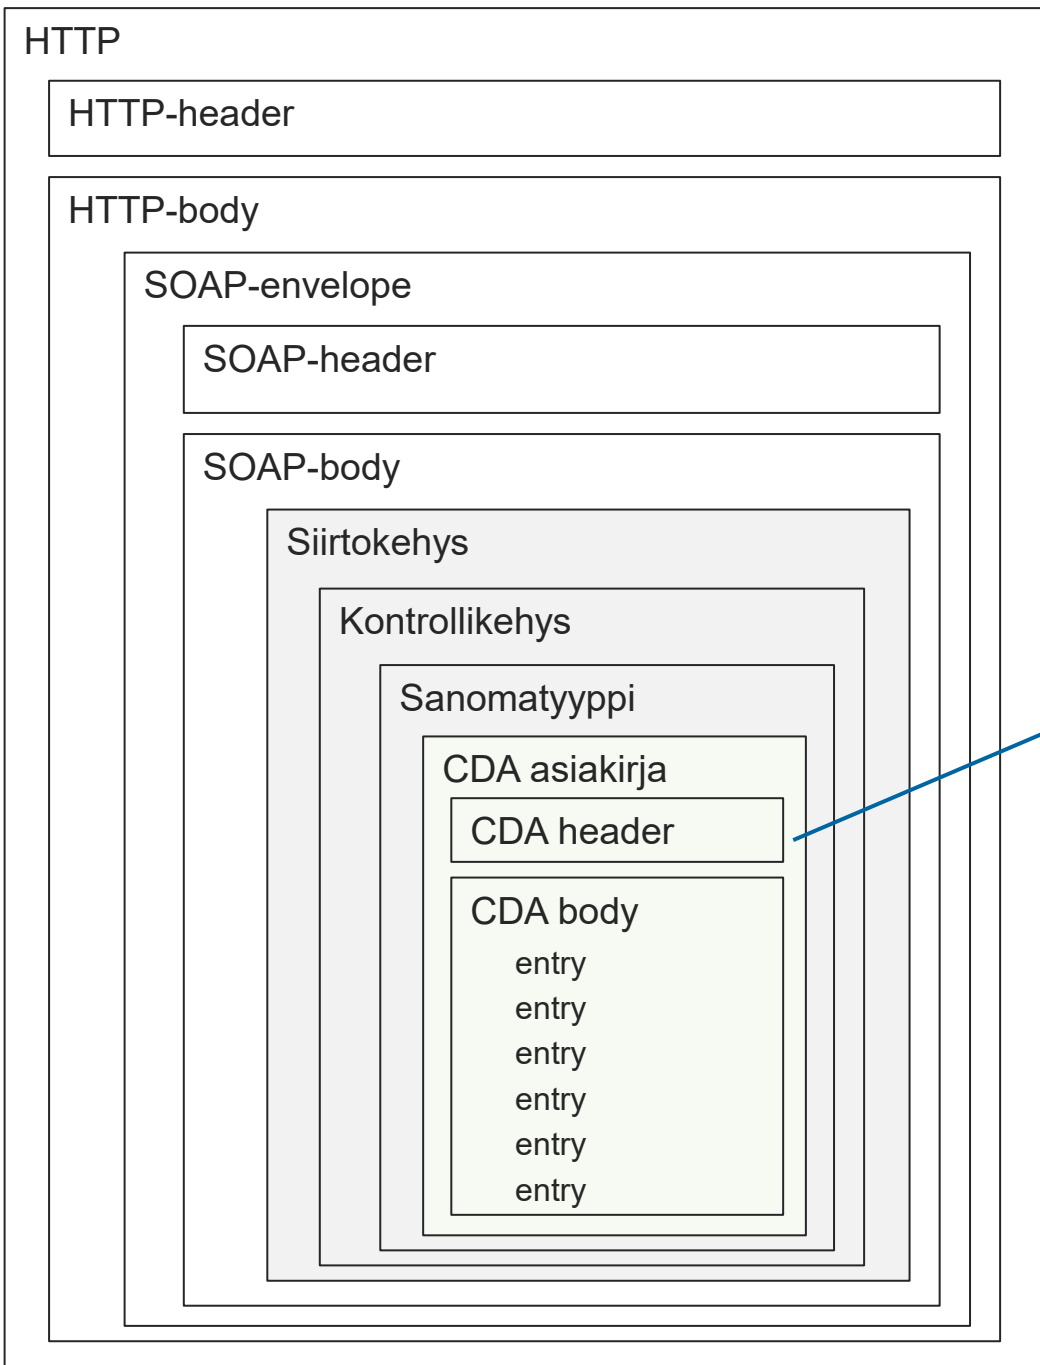 HTTP
HTTP-header
HTTP-body
SOAP-envelope
SOAP-header
SOAP-body
Siirtokehys
Kontrollikehys
Sanomatyyppi
CDA asiakirja
CDA header
CDA body
entry
entry
entry
entry
entry
entry